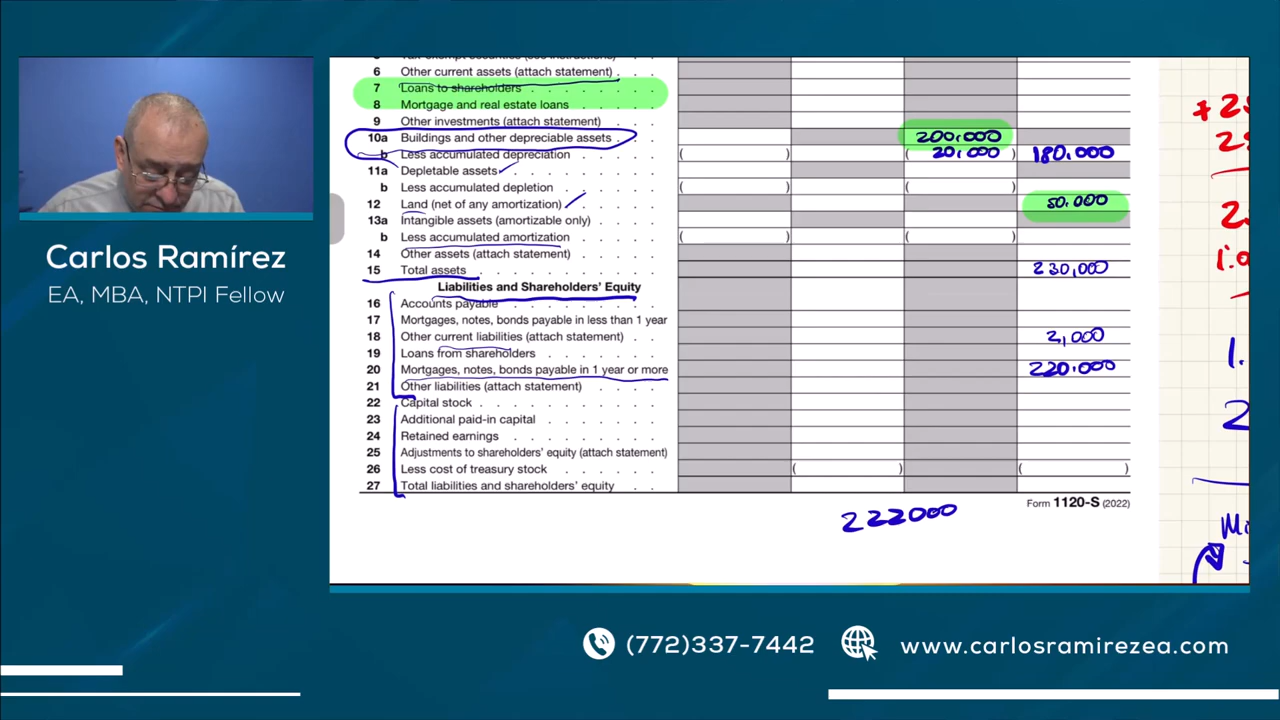 6 Other current assets (attach statement) . .
7 Loans to shareholders . . . . . . . .
8 Mortgage and real estate loans . . . . .
9 Other investments (attach statement) . . .
10a Buildings and other depreciable assets . . 200.000
b Less accumulated depreciation . . . . . ( ) ( 20,000 ) 180.000
11a Depletable assets . . . . . . . . .
b Less accumulated depletion . . . . . ( ) ( )
12 Land (net of any amortization) . . . . . 50.000
13a Intangible assets (amortizable only) . . . .
b Less accumulated amortization . . . . . ( ) ( )
14 Other assets (attach statement) . . . . .
15 Total assets . . . . . . . . . . 230,000
Liabilities and Shareholders' Equity
16 Accounts payable . . . . . . . . .
17 Mortgages, notes, bonds payable in less than 1 year
18 Other current liabilities (attach statement) . . 2,000
19 Loans from shareholders . . . . . . .
20 Mortgages, notes, bonds payable in 1 year or more 220.000
21 Other liabilities (attach statement) . . . .
22 Capital stock . . . . . . . . . .
23 Additional paid-in capital . . . . . . .
24 Retained earnings . . . . . . . . .
25 Adjustments to shareholders' equity (attach statement)
26 Less cost of treasury stock . . . . . . ( ) ( )
27 Total liabilities and shareholders' equity . .
Form 1120-S (2022)
222000
Carlos Ramírez
EA, MBA, NTPI Fellow
(772)337-7442
www.carlosramirezea.com